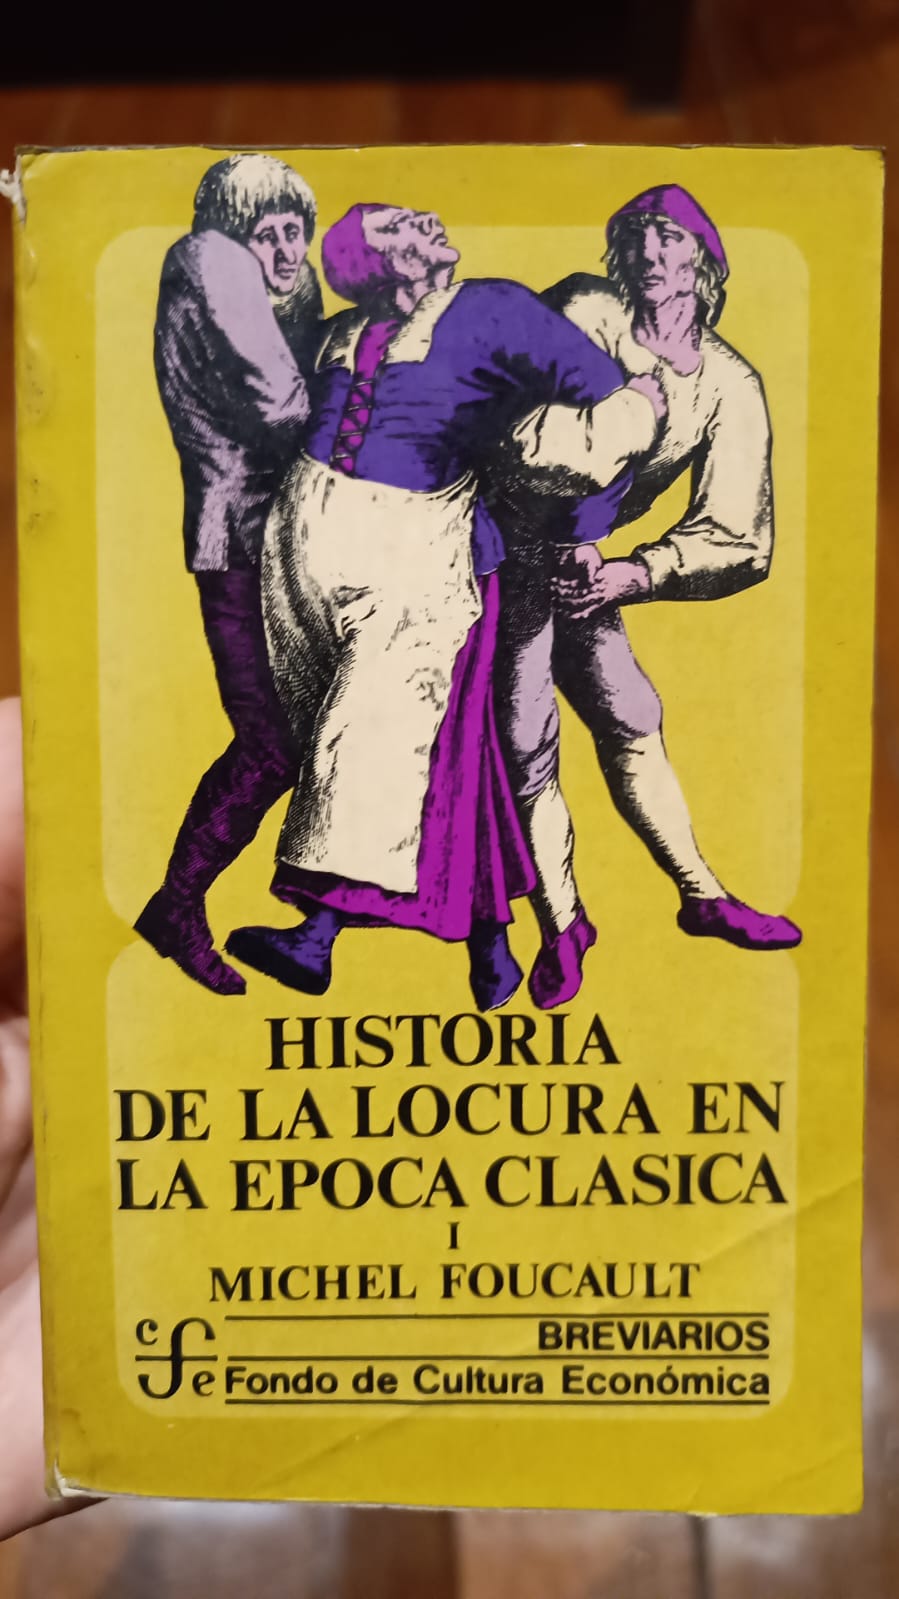 HISTORIA
DE LA LOCURA EN
LA EPOCA CLASICA
I
MICHEL FOUCAULT
cfe
BREVIARIOS
Fondo de Cultura Económica